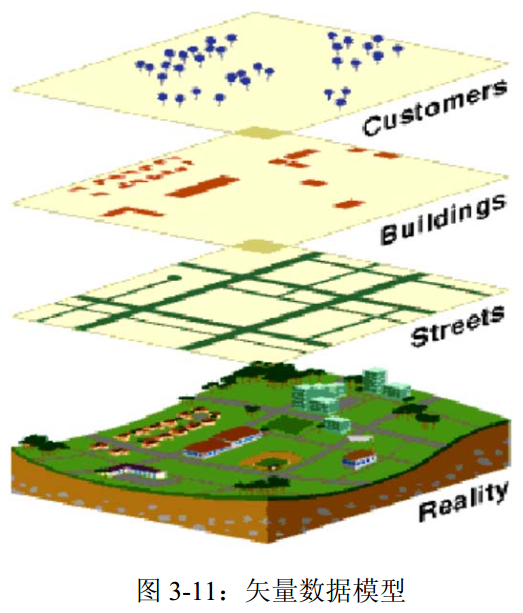 Customers
Buildings
Streets
Reality
图 3-11：矢量数据模型